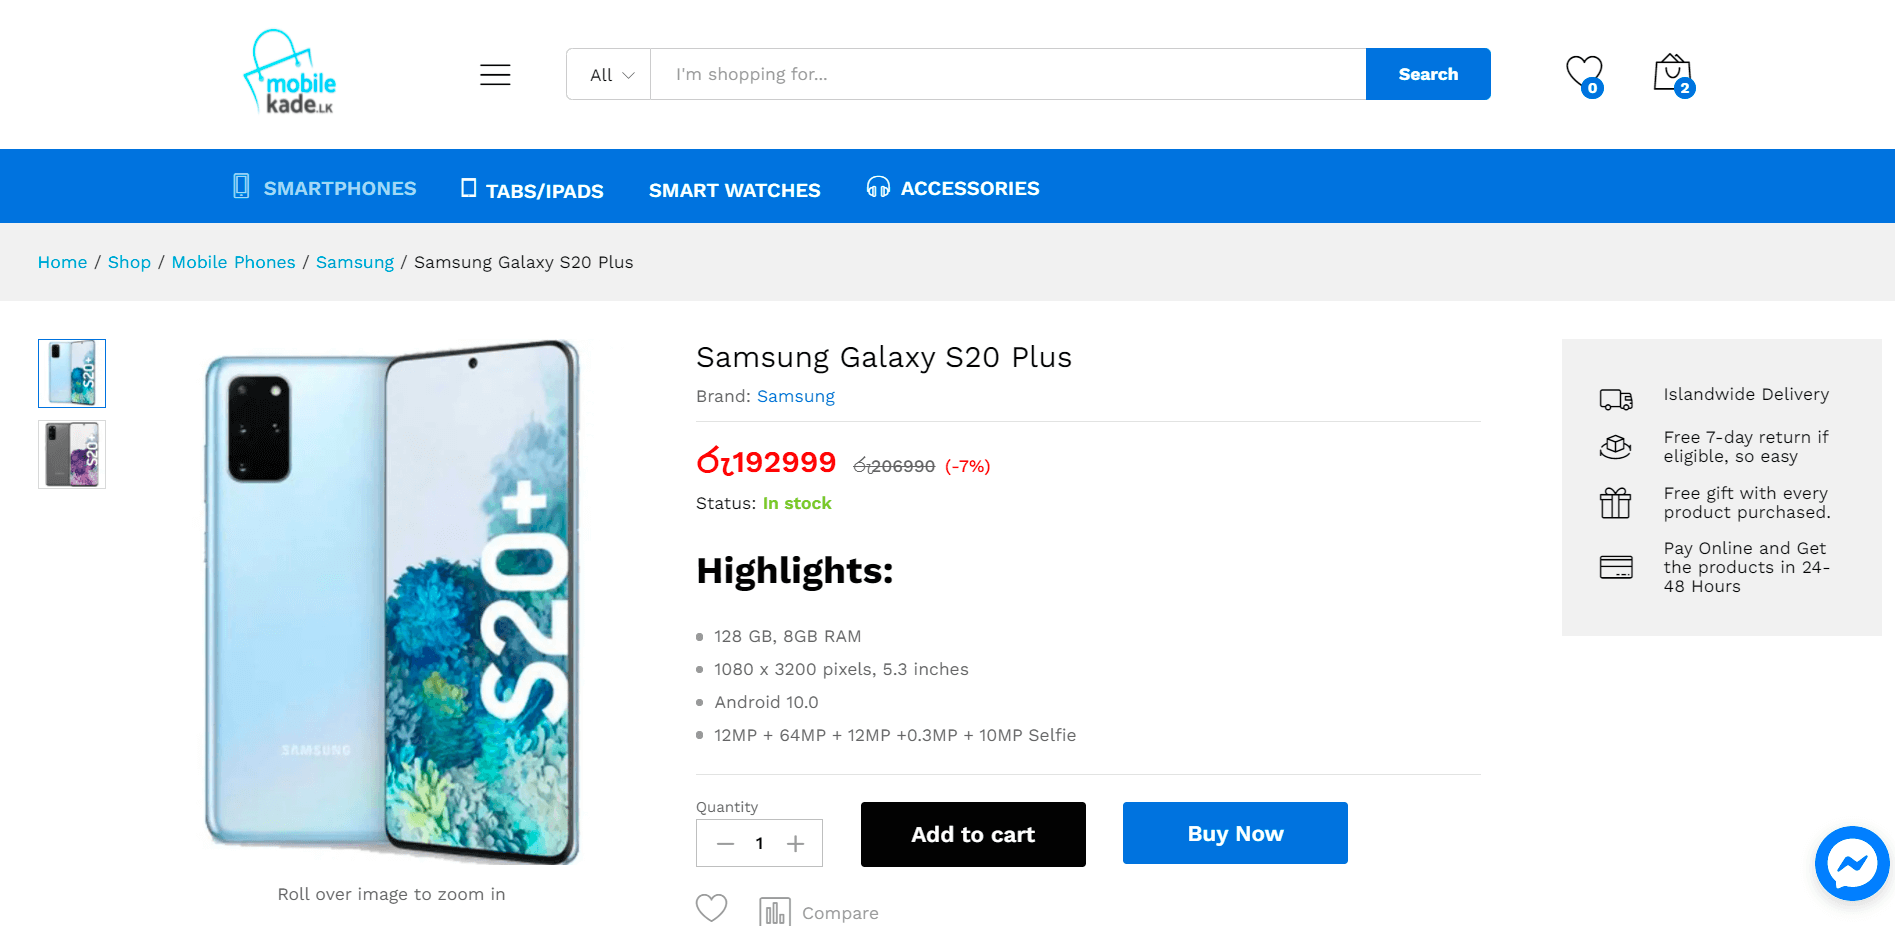 mobile
kade.LK
All
I'm shopping for...
Search
0
2
SMARTPHONES
TABS/IPADS
SMART WATCHES
ACCESSORIES
Home / Shop / Mobile Phones / Samsung / Samsung Galaxy S20 Plus
S20+
S20+
S20+
SAMSUNG
Roll over image to zoom in
Samsung Galaxy S20 Plus
Brand: Samsung
රු192999 රු206990 (-7%)
Status: In stock
Highlights:
128 GB, 8GB RAM
1080 x 3200 pixels, 5.3 inches
Android 10.0
12MP + 64MP + 12MP +0.3MP + 10MP Selfie
Quantity
1
Add to cart
Buy Now
Compare
Islandwide Delivery
Free 7-day return if
eligible, so easy
Free gift with every
product purchased.
Pay Online and Get
the products in 24-
48 Hours